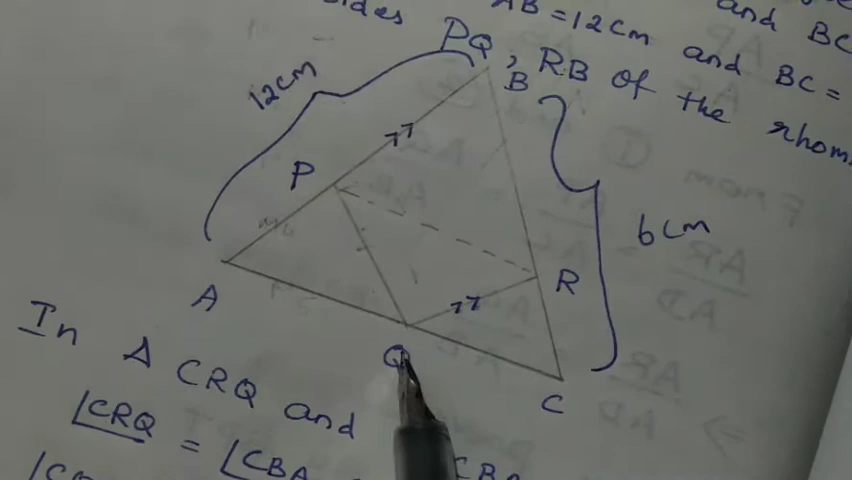 sides AB = 12cm and BC
PQ, RB of the rhom
and BC =
12cm
B
P
6cm
R
A
Q
C
In Δ CRQ and
∠CRQ = ∠CBA